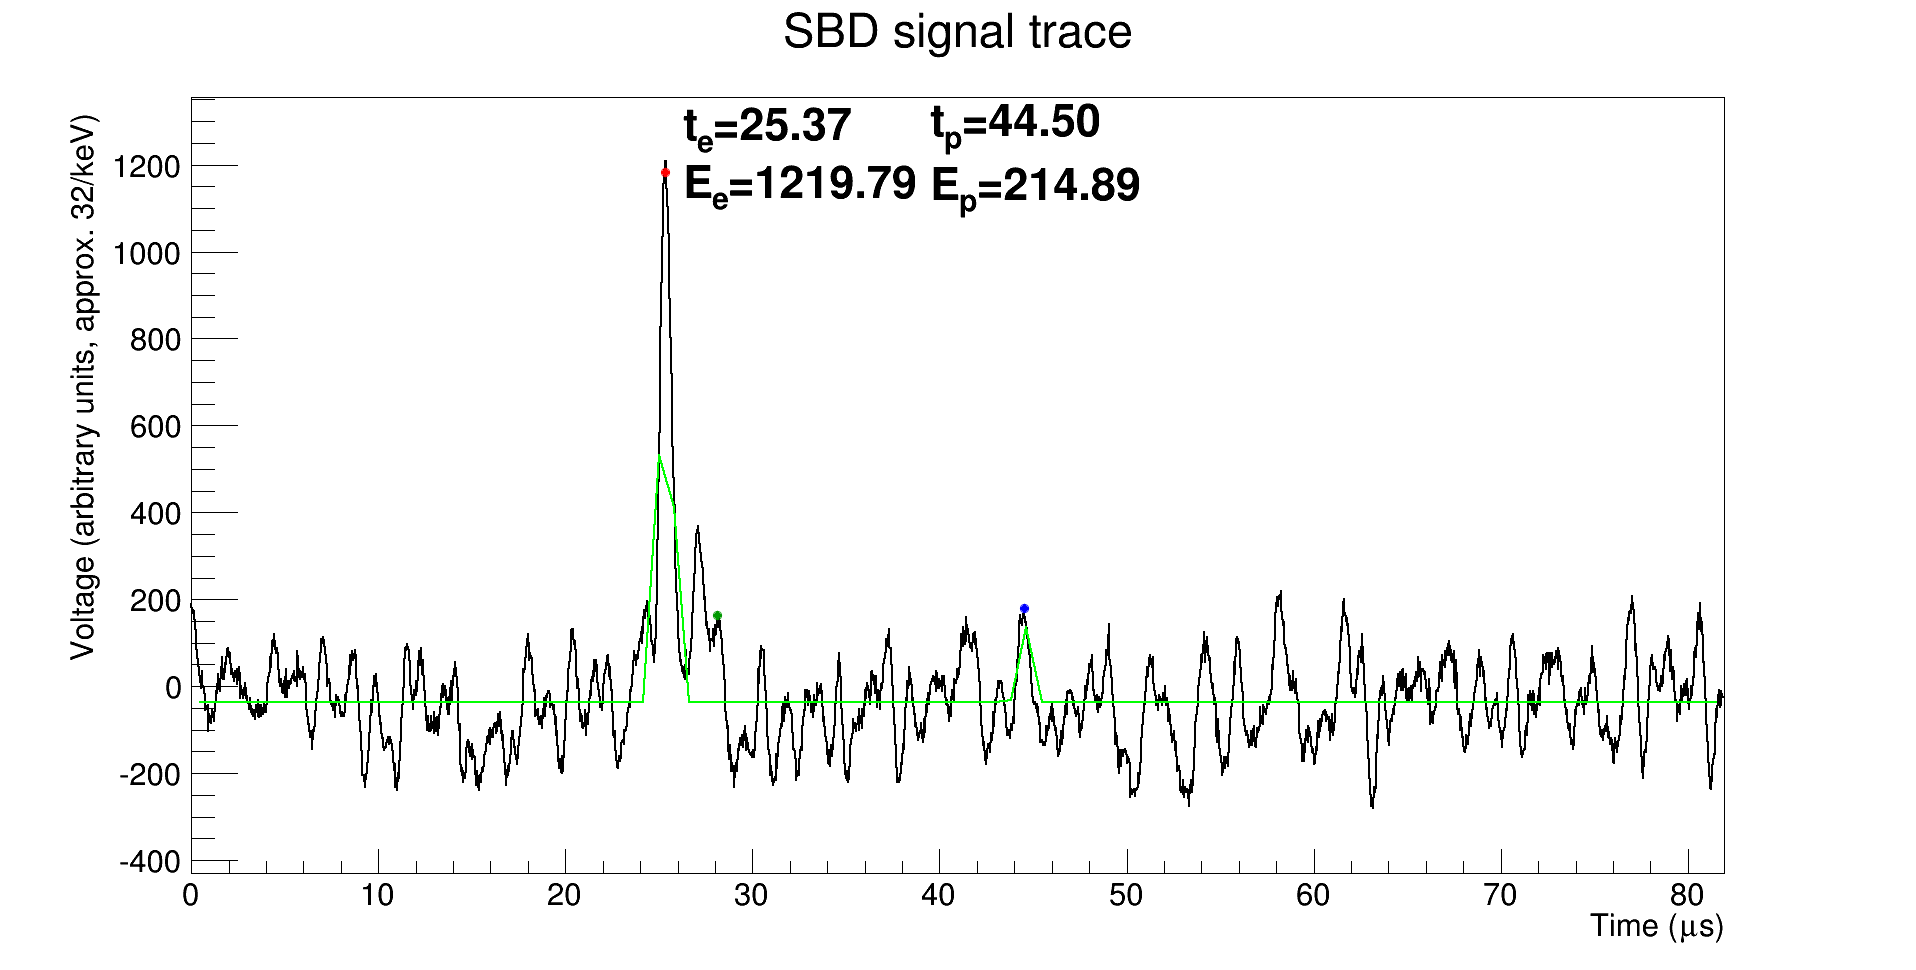 SBD signal trace
t_e=25.37 t_p=44.50
E_e=1219.79 E_p=214.89
Voltage (arbitrary units, approx. 32/keV)
1200
1000
800
600
400
200
0
-200
-400
0 10 20 30 40 50 60 70 80
Time (μs)